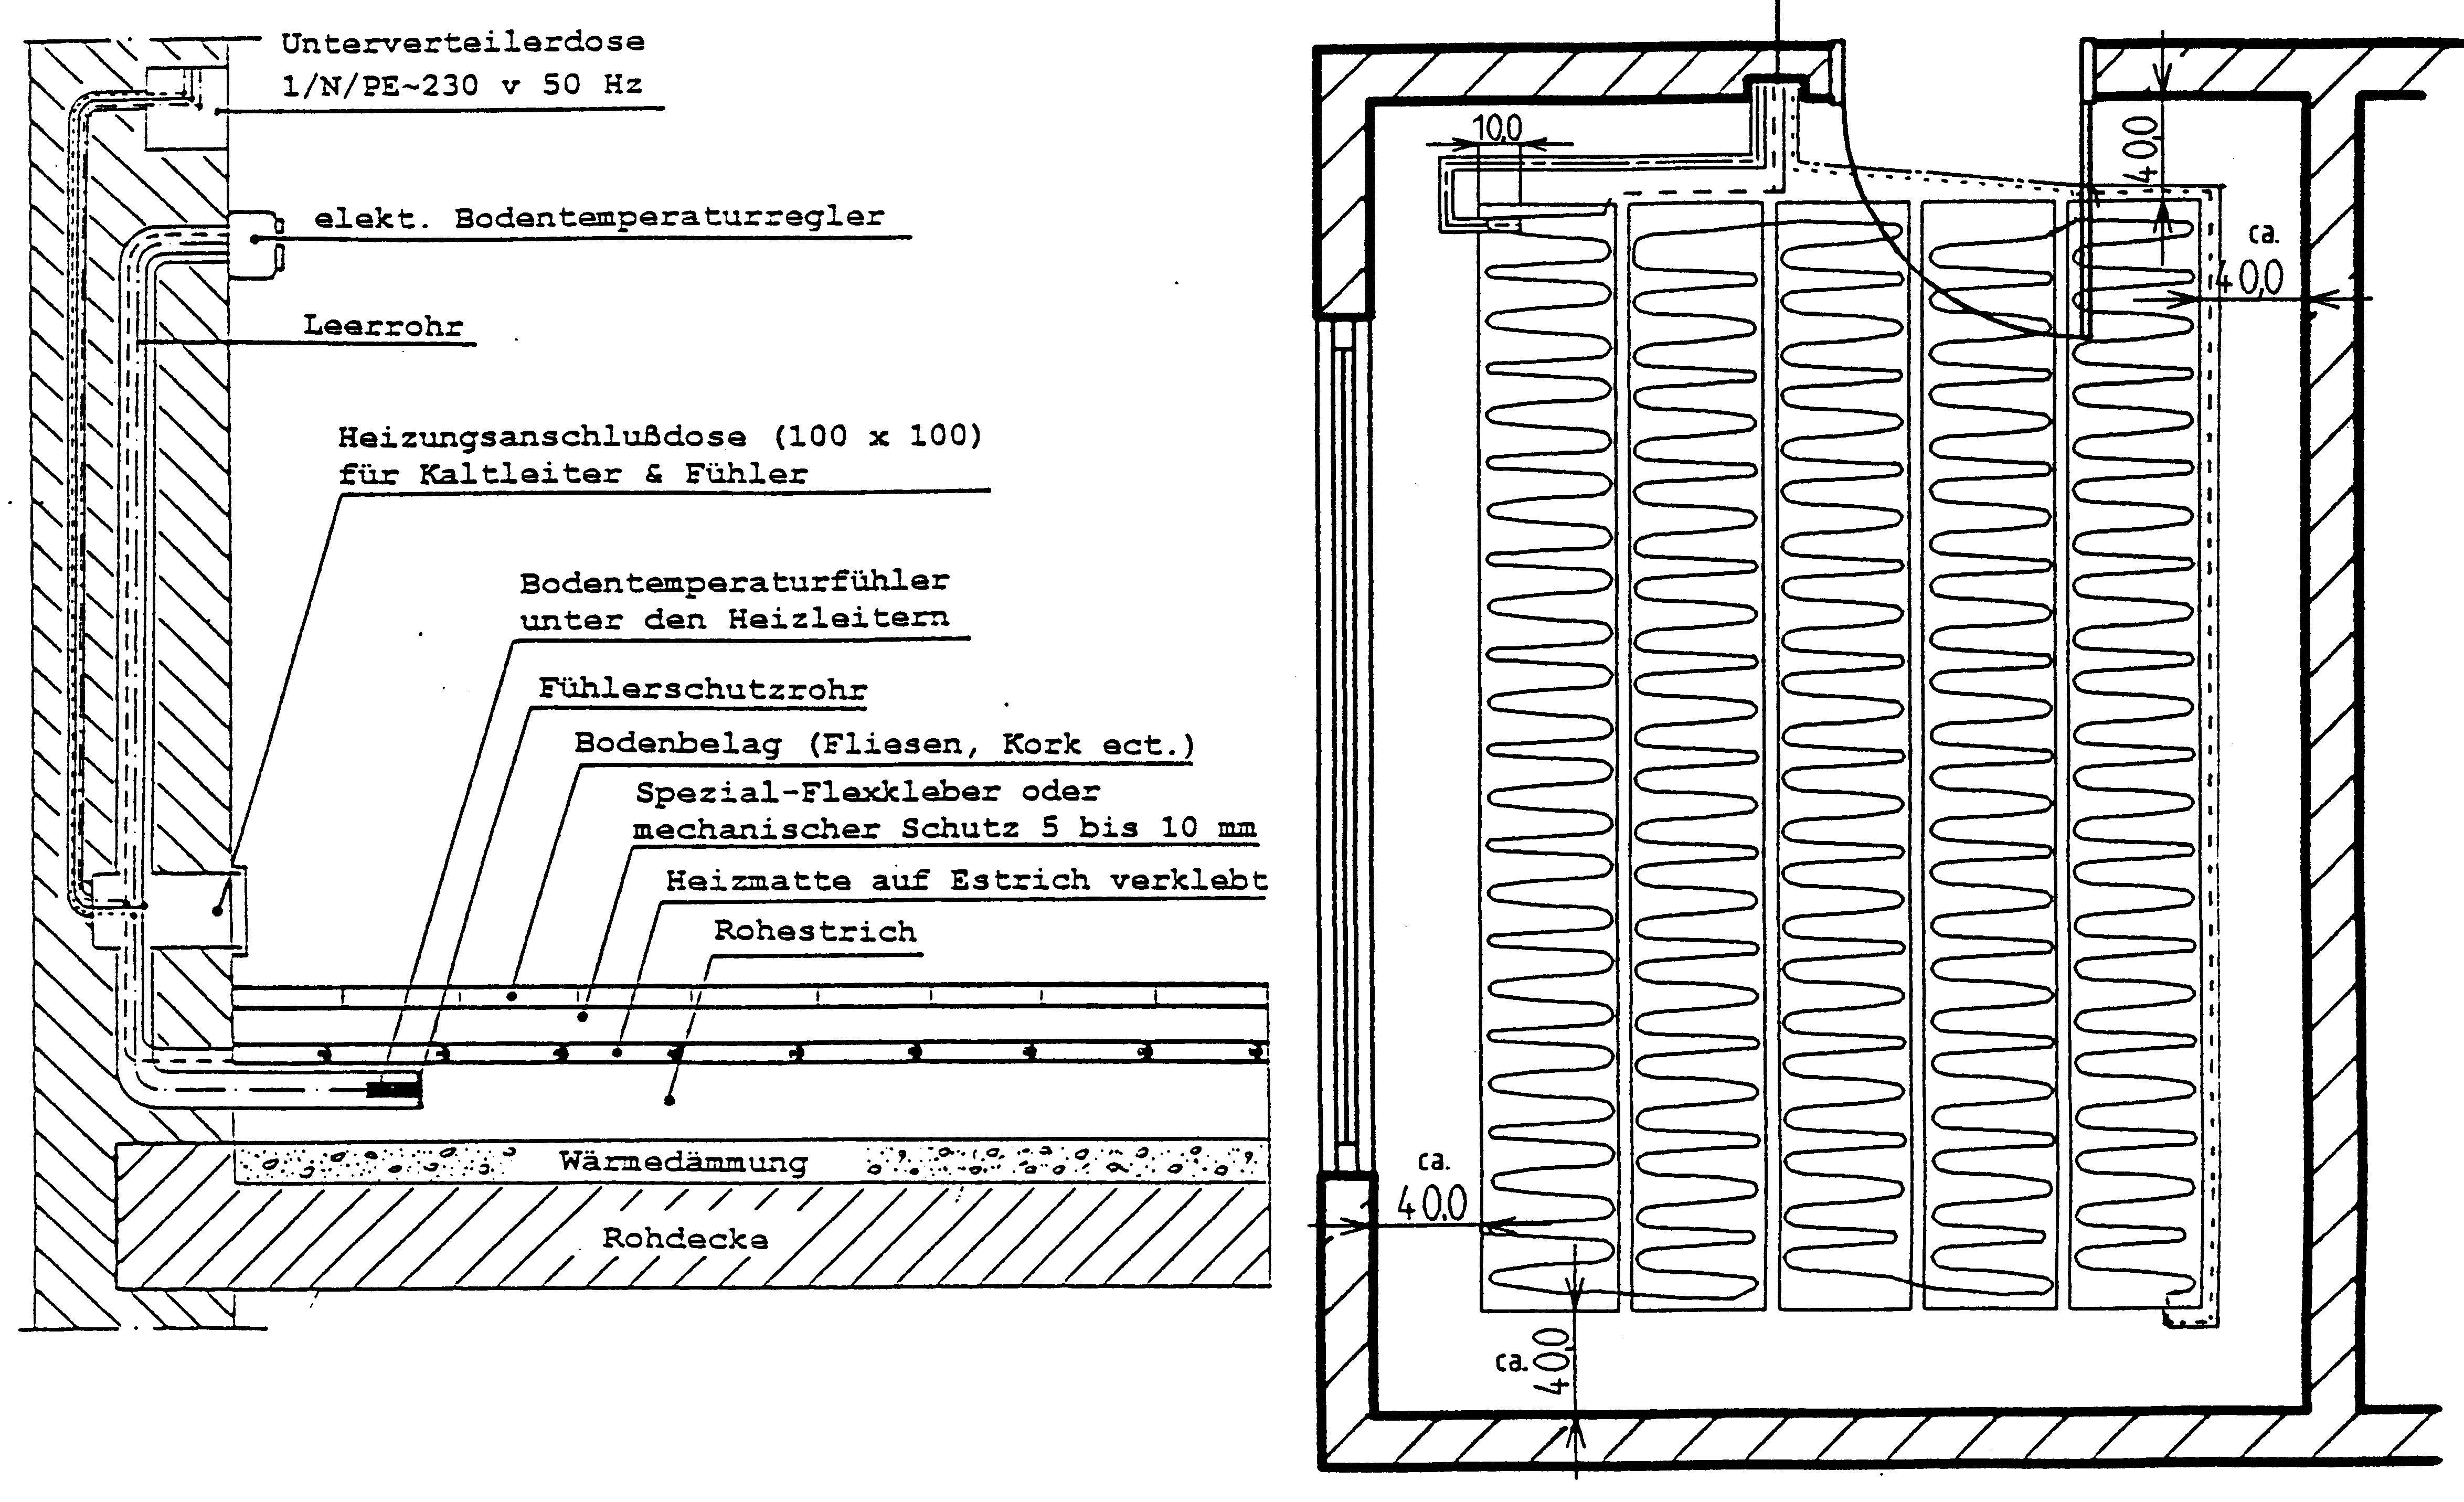 Unterverteilerdose
1/N/PE~230 v 50 Hz
elekt. Bodentemperaturregler
Leerrohr
Heizungsanschlußdose (100 x 100)
für Kaltleiter & Fühler
Bodentemperaturfühler
unter den Heizleitern
Fühlerschutzrohr
Bodenbelag (Fliesen, Kork ect.)
Spezial-Flexkleber oder
mechanischer Schutz 5 bis 10 mm
Heizmatte auf Estrich verklebt
Rohestrich
Wärmedämmung
Rohdecke
10,0
40,0
ca.
40,0
ca.
40,0
ca. 40,0